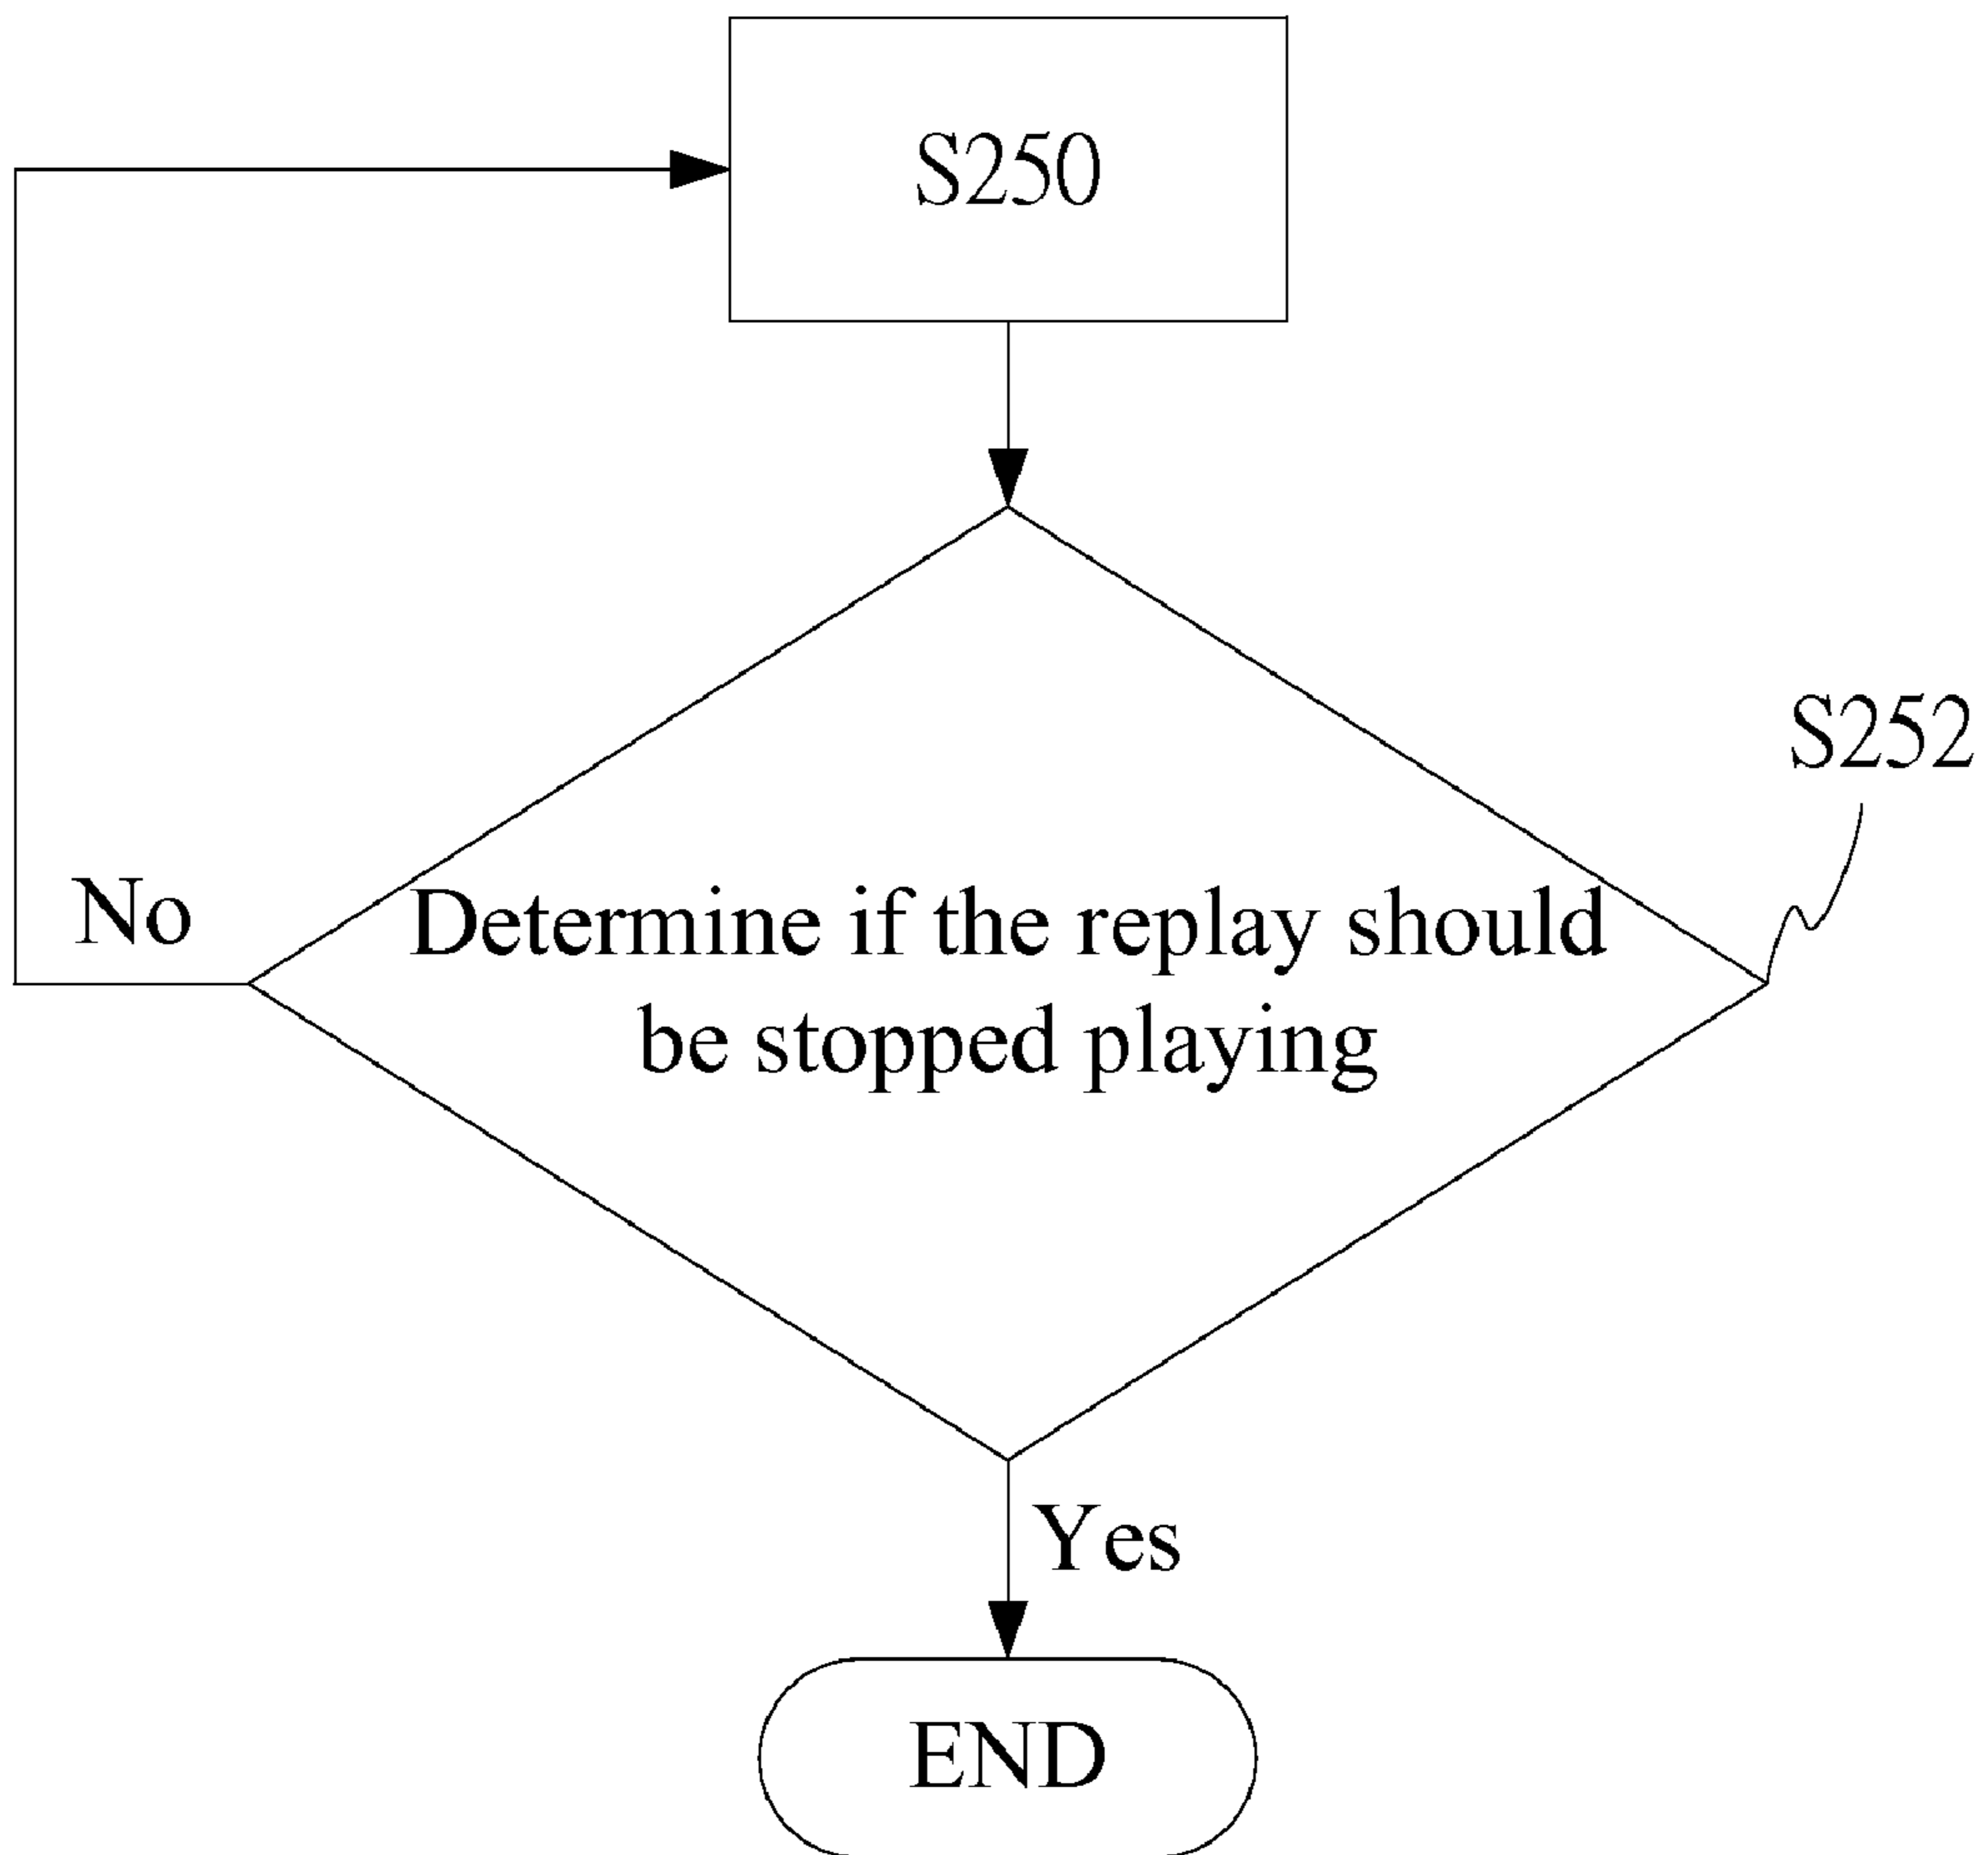 S250
S252
No
Determine if the replay should
be stopped playing
Yes
END